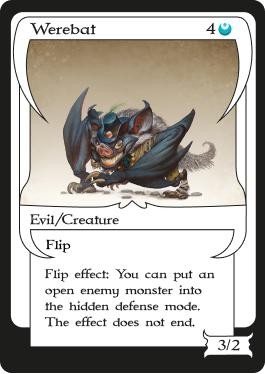 Werebat 4
Evil/Creature
Flip
Flip effect: You can put an
open enemy monster into
the hidden defense mode.
The effect does not end.
3/2